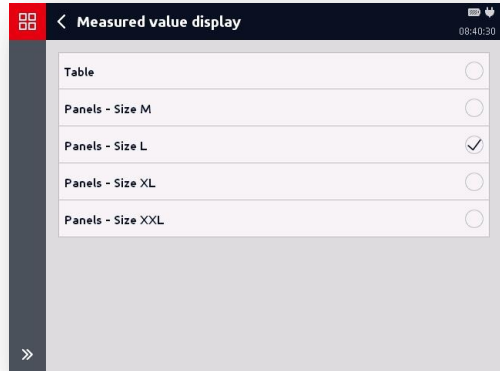 Measured value display
08:40:30
Table
Panels - Size M
Panels - Size L
Panels - Size XL
Panels - Size XXL